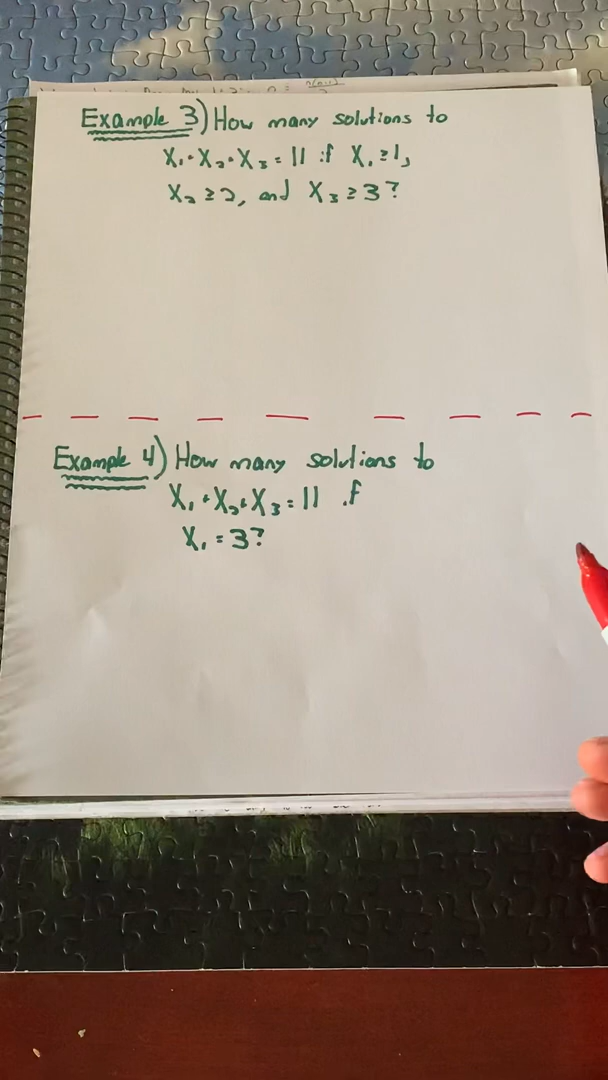 Example 3) How many solutions to
X₁+X₂+X₃=11 if X₁≥1,
X₂≥2, and X₃≥3?
Example 4) How many solutions to
X₁+X₂+X₃=11 if
X₁=3?